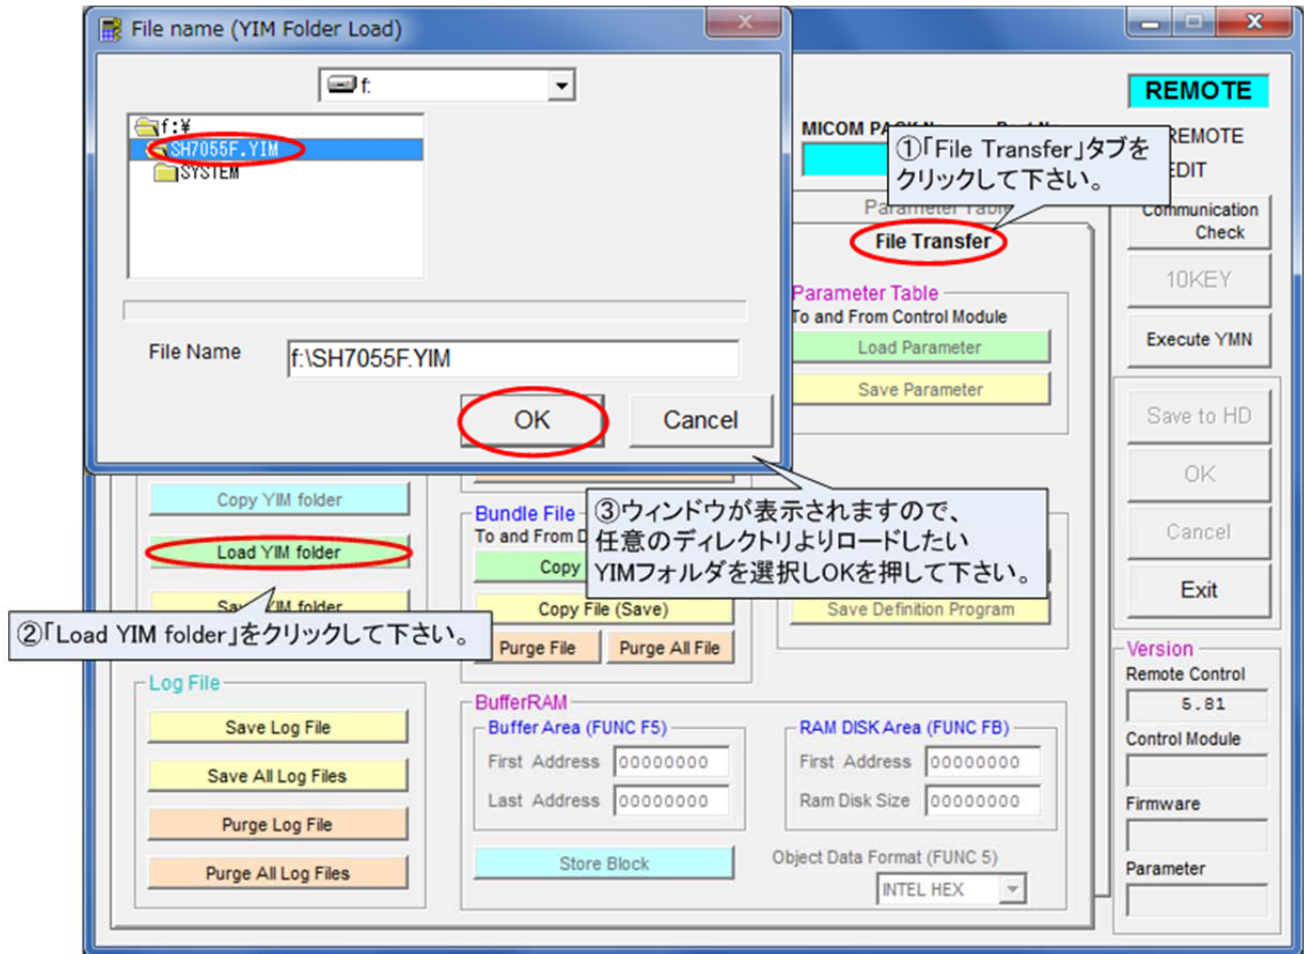 File name (YIM Folder Load)
f:
f:¥
SH7055F.YIM
SYSTEM
File Name
f:\SH7055F.YIM
OK
Cancel
REMOTE
MICOM PACK
①「File Transfer」タブを
クリックして下さい。
REMOTE
EDIT
Parameter Table
File Transfer
Communication
Check
10KEY
Execute YMN
Parameter Table
To and From Control Module
Load Parameter
Save Parameter
Save to HD
OK
Cancel
Exit
Copy YIM folder
Load YIM folder
②「Load YIM folder」をクリックして下さい。
Bundle File
To and From
Copy
③ウィンドウが表示されますので、
任意のディレクトリよりロードしたい
YIMフォルダを選択しOKを押して下さい。
Copy File (Save)
Purge File
Purge All File
Save Definition Program
Log File
Save Log File
Save All Log Files
Purge Log File
Purge All Log Files
BufferRAM
Buffer Area (FUNC F5)
First Address
00000000
Last Address
00000000
RAM DISK Area (FUNC FB)
First Address
00000000
Ram Disk Size
00000000
Store Block
Object Data Format (FUNC 5)
INTEL HEX
Version
Remote Control
5.81
Control Module
Firmware
Parameter